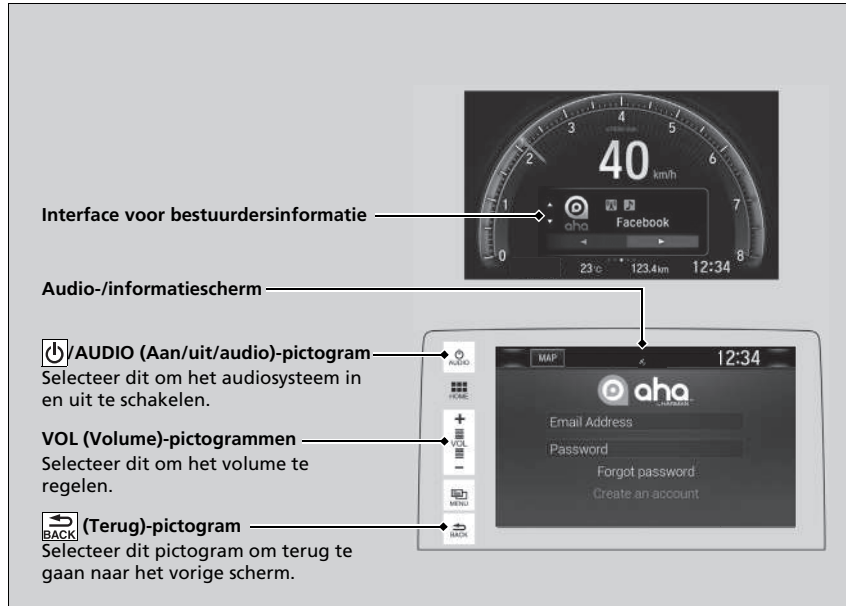 4
3
5
x1000r/min
2
6
40
km/h
Interface voor bestuurdersinformatie
1
7
aha
Facebook
0
8
23°c
123.4km
12:34
Audio-/informatiescherm
/AUDIO (Aan/uit/audio)-pictogram
Selecteer dit om het audiosysteem in
en uit te schakelen.
AUDIO
MAP
12:34
HOME
aha
by HARMAN
VOL (Volume)-pictogrammen
Selecteer dit om het volume te
regelen.
+
VOL
−
Email Address
Password
Forgot password
Create an account
MENU
BACK (Terug)-pictogram
Selecteer dit pictogram om terug te
gaan naar het vorige scherm.
BACK